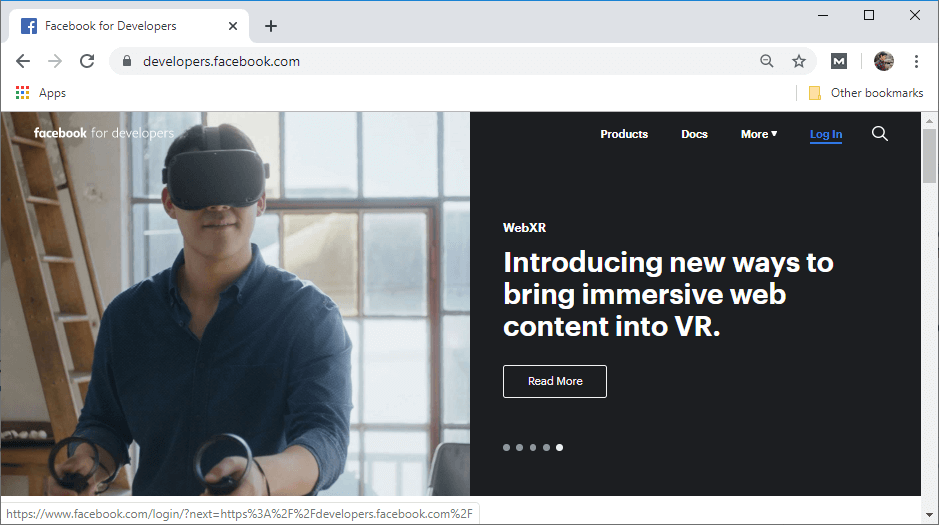 Facebook for Developers
developers.facebook.com
M
Apps
Other bookmarks
facebook for developers
Products
Docs
More
Log In
WebXR
Introducing new ways to
bring immersive web
content into VR.
Read More
https://www.facebook.com/login/?next=https%3A%2F%2Fdevelopers.facebook.com%2F